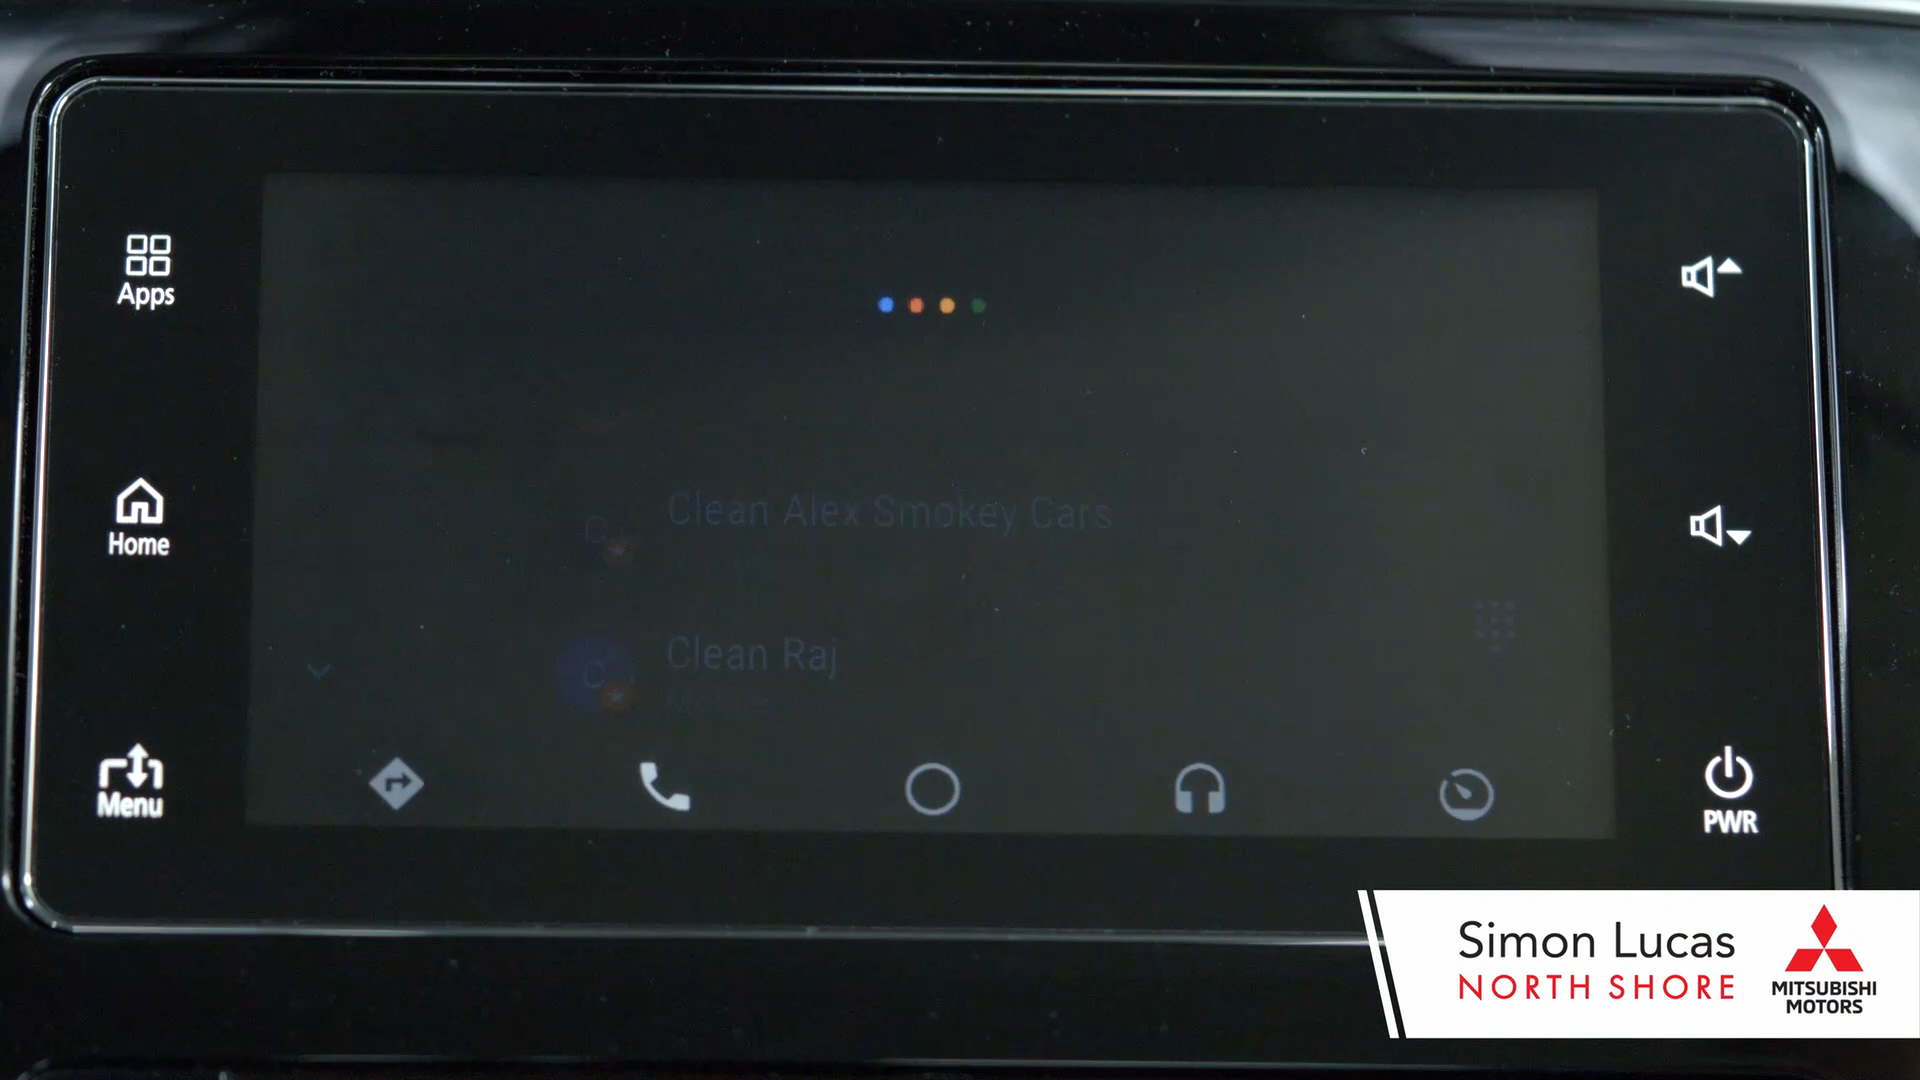 Apps
Home
Menu
C
Clean Alex Smokey Cars
C
Clean Raj
PWR
Simon Lucas
NORTH SHORE
MITSUBISHI
MOTORS